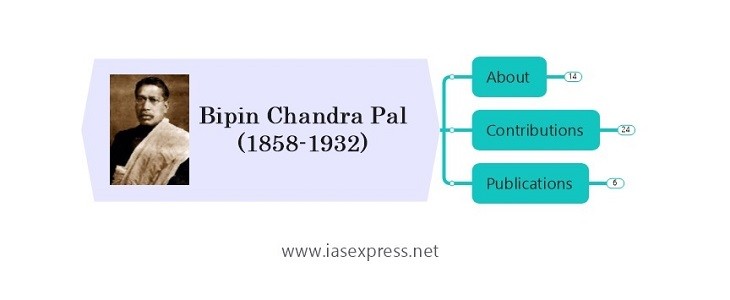 Bipin Chandra Pal
(1858-1932)
About
14
Contributions
24
Publications
6
www.iasexpress.net